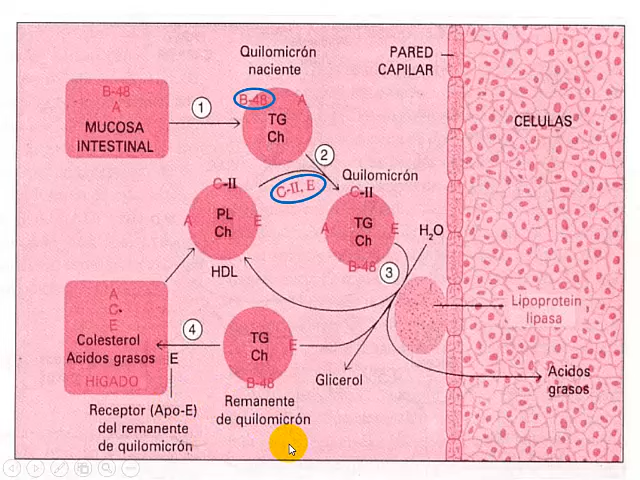 Quilomicrón
naciente
PARED
CAPILAR
B-48
A
MUCOSA
INTESTINAL
1
B-48
A
TG
Ch
CELULAS
2
C-II, E
Quilomicrón
C-II
A
TG
Ch
E
B-48
C-II
A
PL
Ch
E
HDL
H₂O
3
A
C
E
Colesterol
Acidos grasos
HIGADO
E
4
TG
Ch
E
B-48
Remanente
de quilomicrón
Glicerol
Lipoprotein
lipasa
Acidos
grasos
Receptor (Apo-E)
del remanente
de quilomicrón